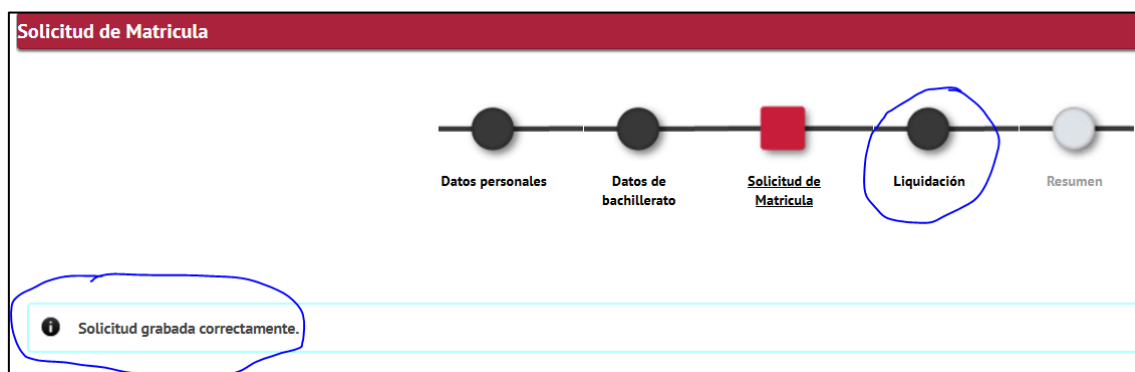 Solicitud de Matricula
Datos personales
Datos de
bachillerato
Solicitud de
Matricula
Liquidación
Resumen
Solicitud grabada correctamente.